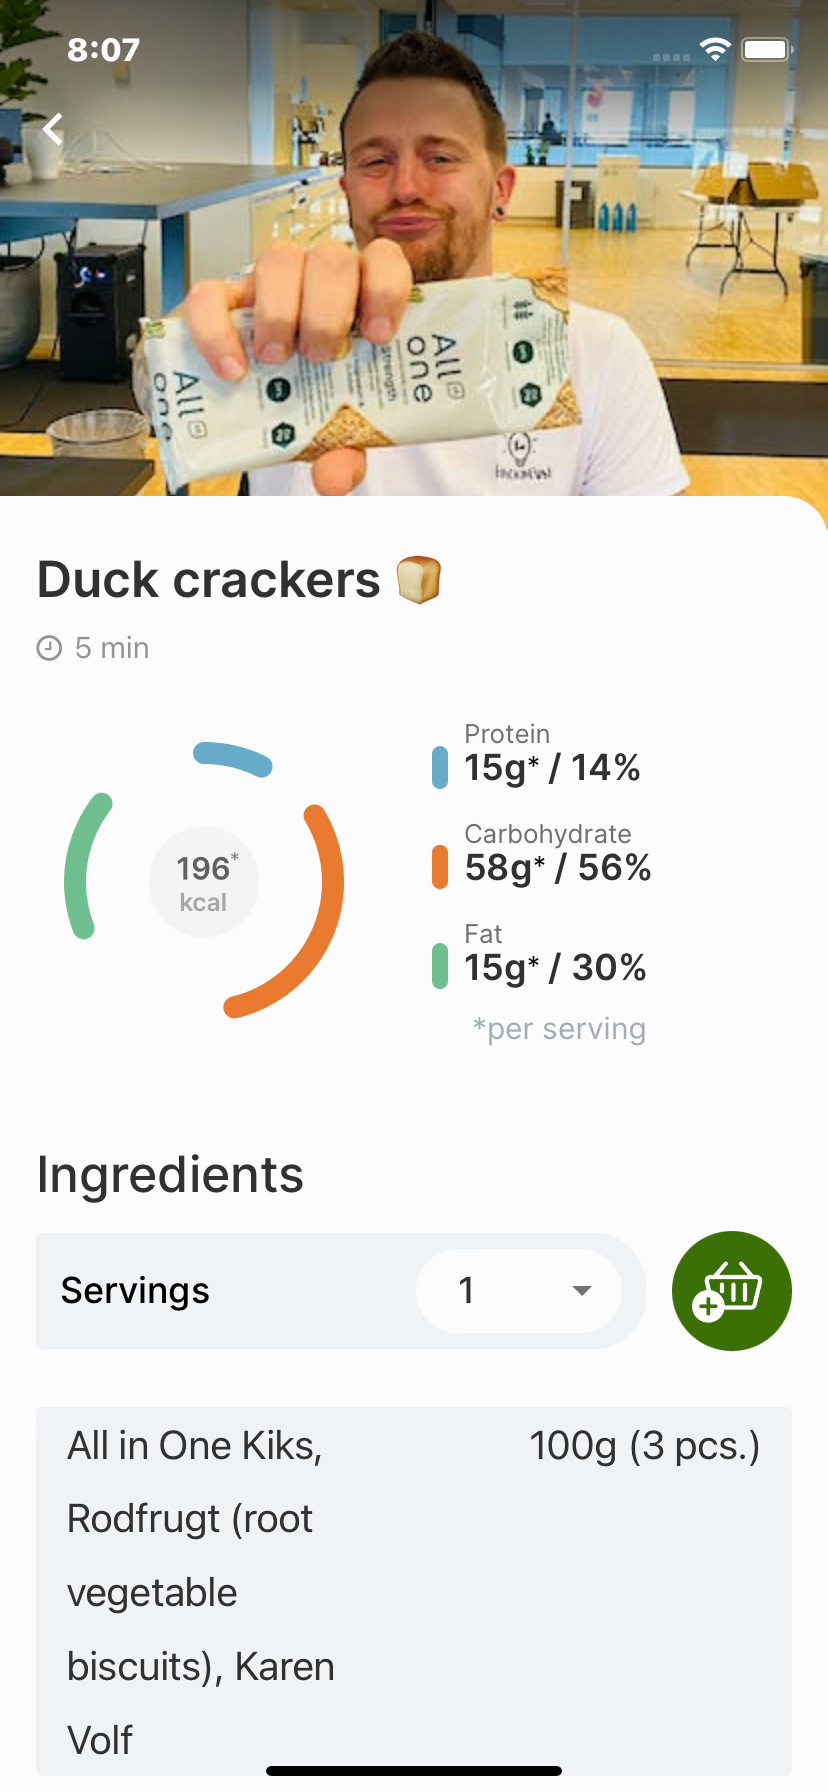 8:07
All in
one
strength
All in
one
Duck crackers
5 min
Protein
15g* / 14%
Carbohydrate
58g* / 56%
Fat
15g* / 30%
*per serving
196*
kcal
Ingredients
Servings
1
All in One Kiks,
100g (3 pcs.)
Rodfrugt (root
vegetable
biscuits), Karen
Volf